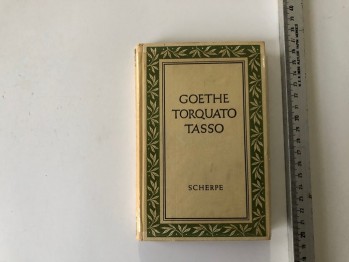 GOETHE
TORQUATO
TASSO
SCHERPE